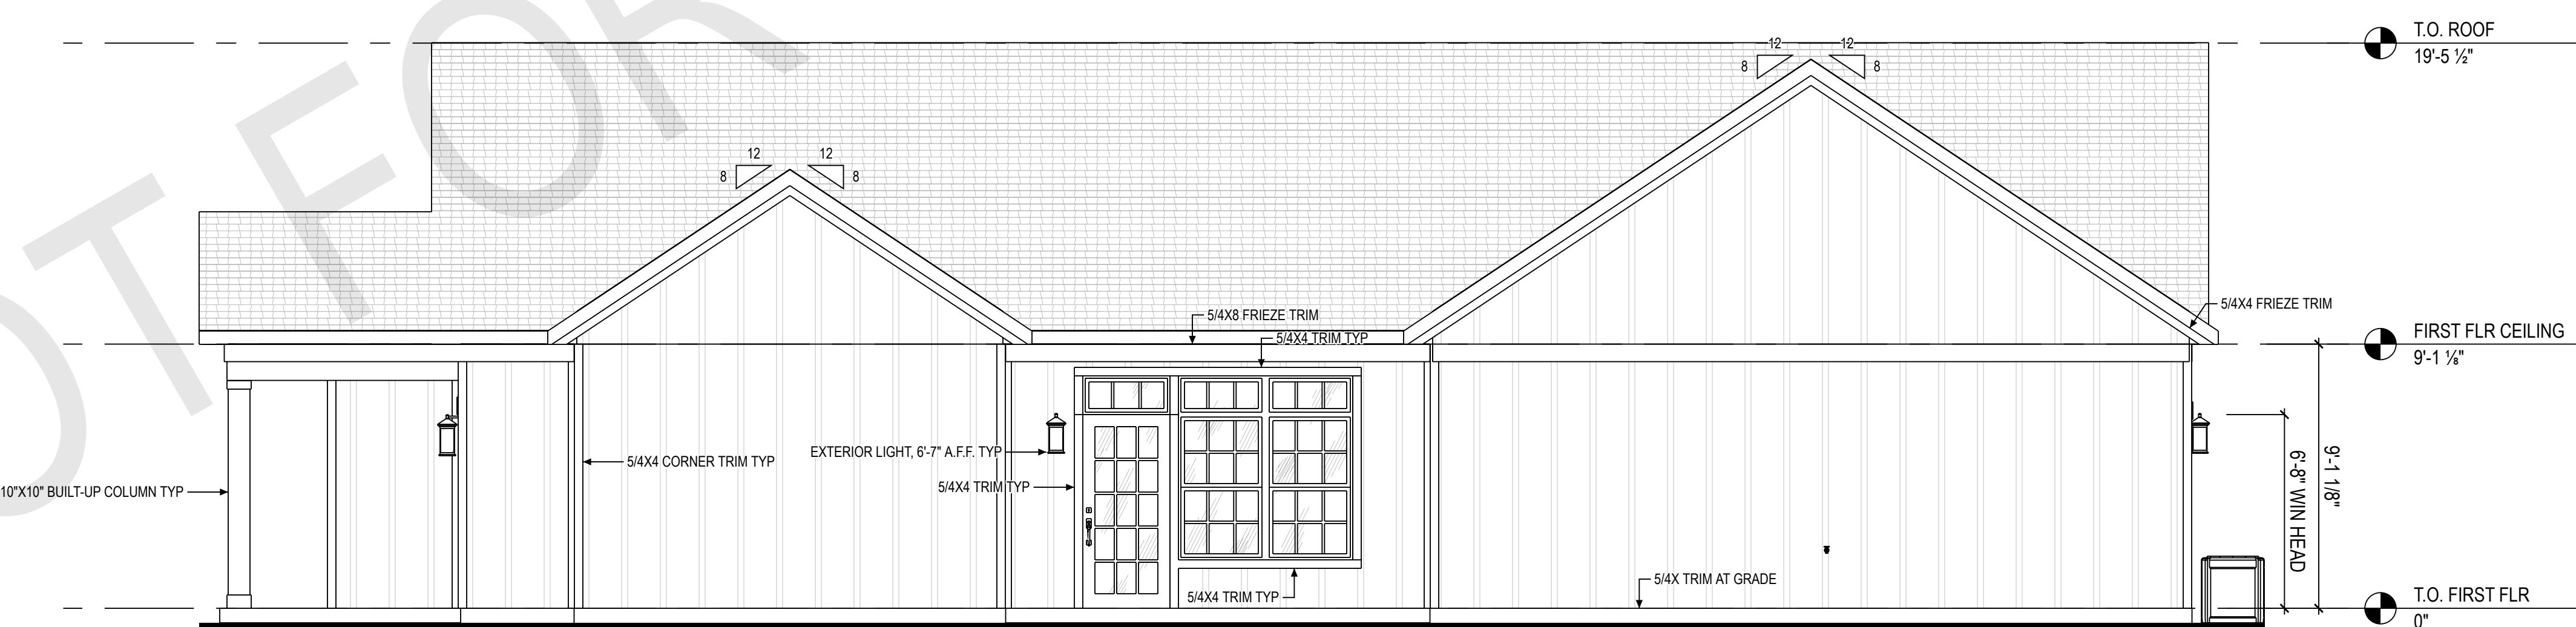 NOT FOR
T.O. ROOF
19'-5 ½"
12
12
8
8
12
12
8
8
5/4X4 FRIEZE TRIM
5/4X8 FRIEZE TRIM
FIRST FLR CEILING
9'-1 ⅛"
5/4X4 TRIM TYP
EXTERIOR LIGHT, 6'-7" A.F.F. TYP
5/4X4 CORNER TRIM TYP
5/4X4 TRIM TYP
10"X10" BUILT-UP COLUMN TYP
6'-8" WIN HEAD
9'-1 1/8"
5/4X TRIM AT GRADE
5/4X4 TRIM TYP
T.O. FIRST FLR
0"